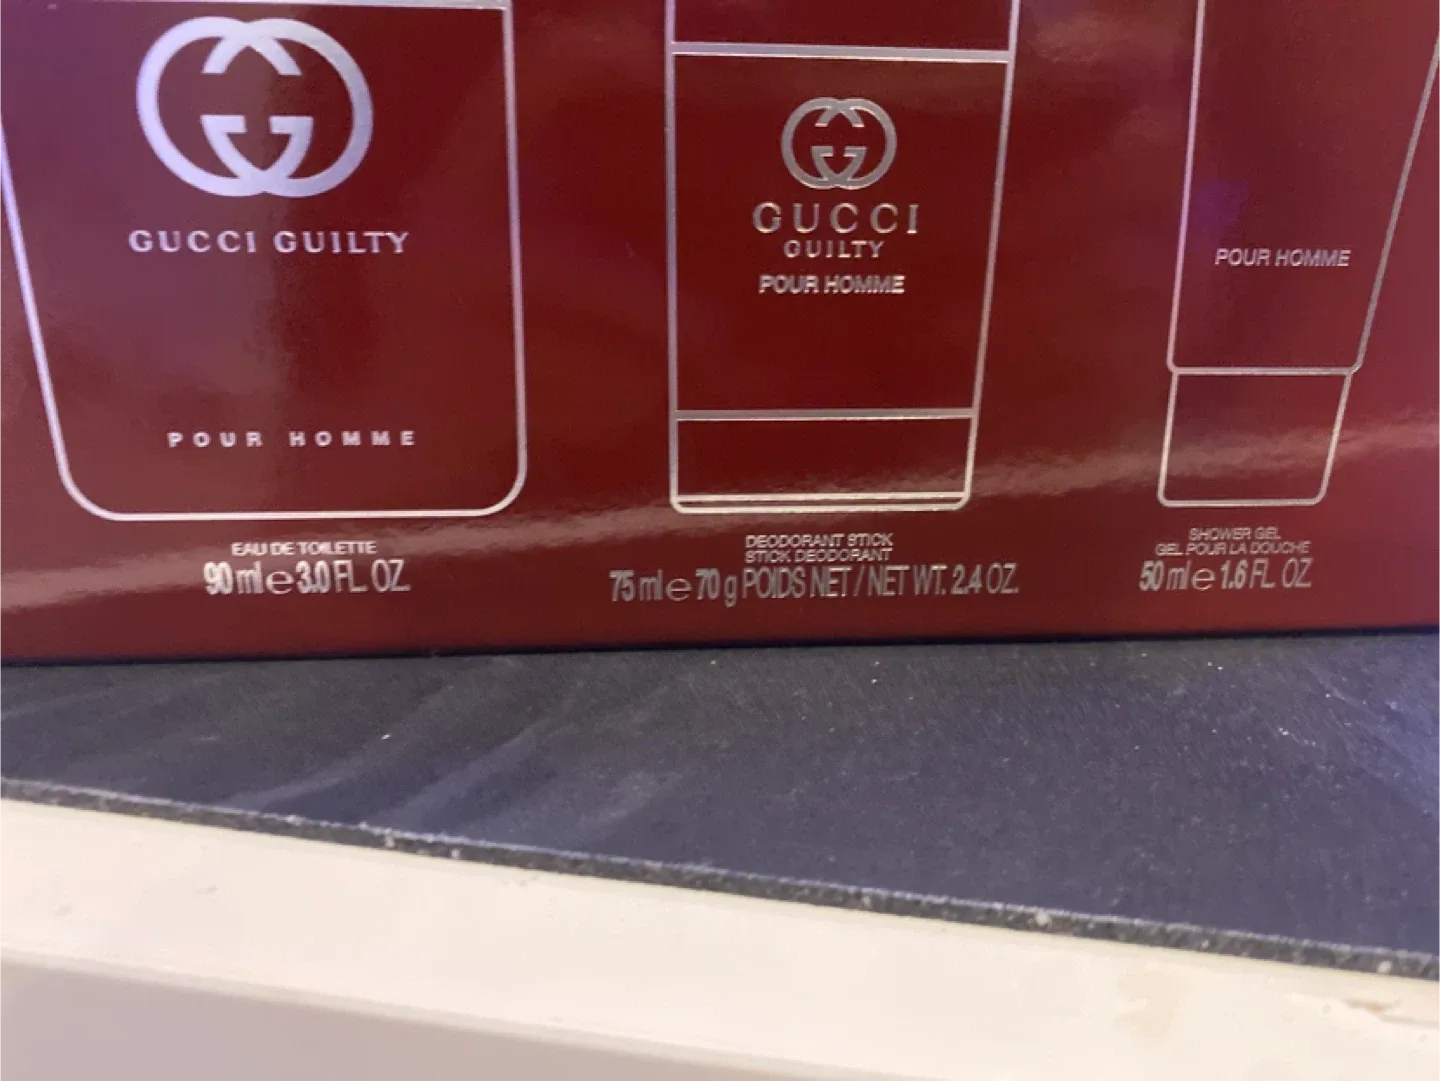 GUCCI GUILTY
POUR HOMME
EAU DE TOILETTE
90 ml e 3.0 FL. OZ.
GUCCI
GUILTY
POUR HOMME
DEODORANT STICK
STICK DEODORANT
75 ml e 70 g POIDS NET / NET WT. 2.4 OZ.
POUR HOMME
SHOWER GEL
GEL POUR LA DOUCHE
50 ml e 1.6 FL. OZ